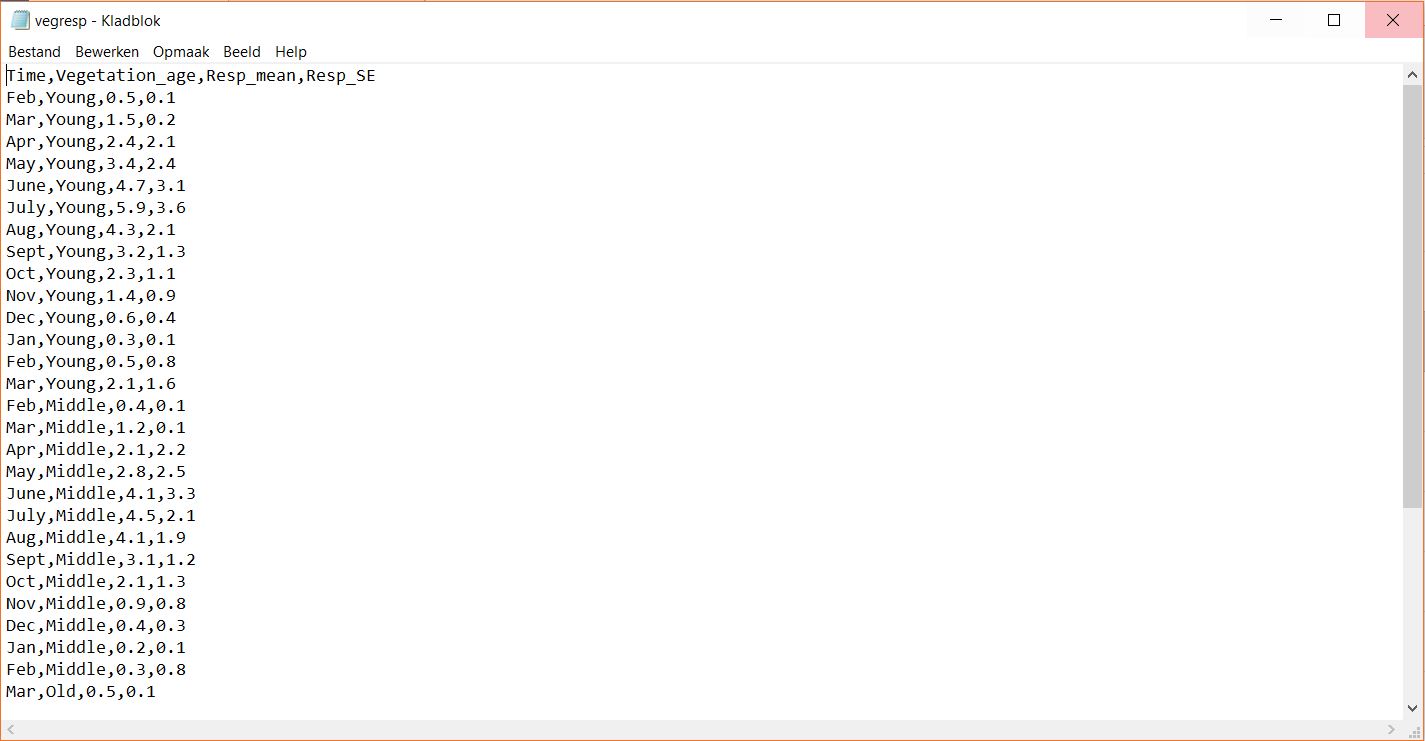 vegresp - Kladblok
Bestand Bewerken Opmaak Beeld Help
Time,Vegetation_age,Resp_mean,Resp_SE
Feb,Young,0.5,0.1
Mar,Young,1.5,0.2
Apr,Young,2.4,2.1
May,Young,3.4,2.4
June,Young,4.7,3.1
July,Young,5.9,3.6
Aug,Young,4.3,2.1
Sept,Young,3.2,1.3
Oct,Young,2.3,1.1
Nov,Young,1.4,0.9
Dec,Young,0.6,0.4
Jan,Young,0.3,0.1
Feb,Young,0.5,0.8
Mar,Young,2.1,1.6
Feb,Middle,0.4,0.1
Mar,Middle,1.2,0.1
Apr,Middle,2.1,2.2
May,Middle,2.8,2.5
June,Middle,4.1,3.3
July,Middle,4.5,2.1
Aug,Middle,4.1,1.9
Sept,Middle,3.1,1.2
Oct,Middle,2.1,1.3
Nov,Middle,0.9,0.8
Dec,Middle,0.4,0.3
Jan,Middle,0.2,0.1
Feb,Middle,0.3,0.8
Mar,Old,0.5,0.1